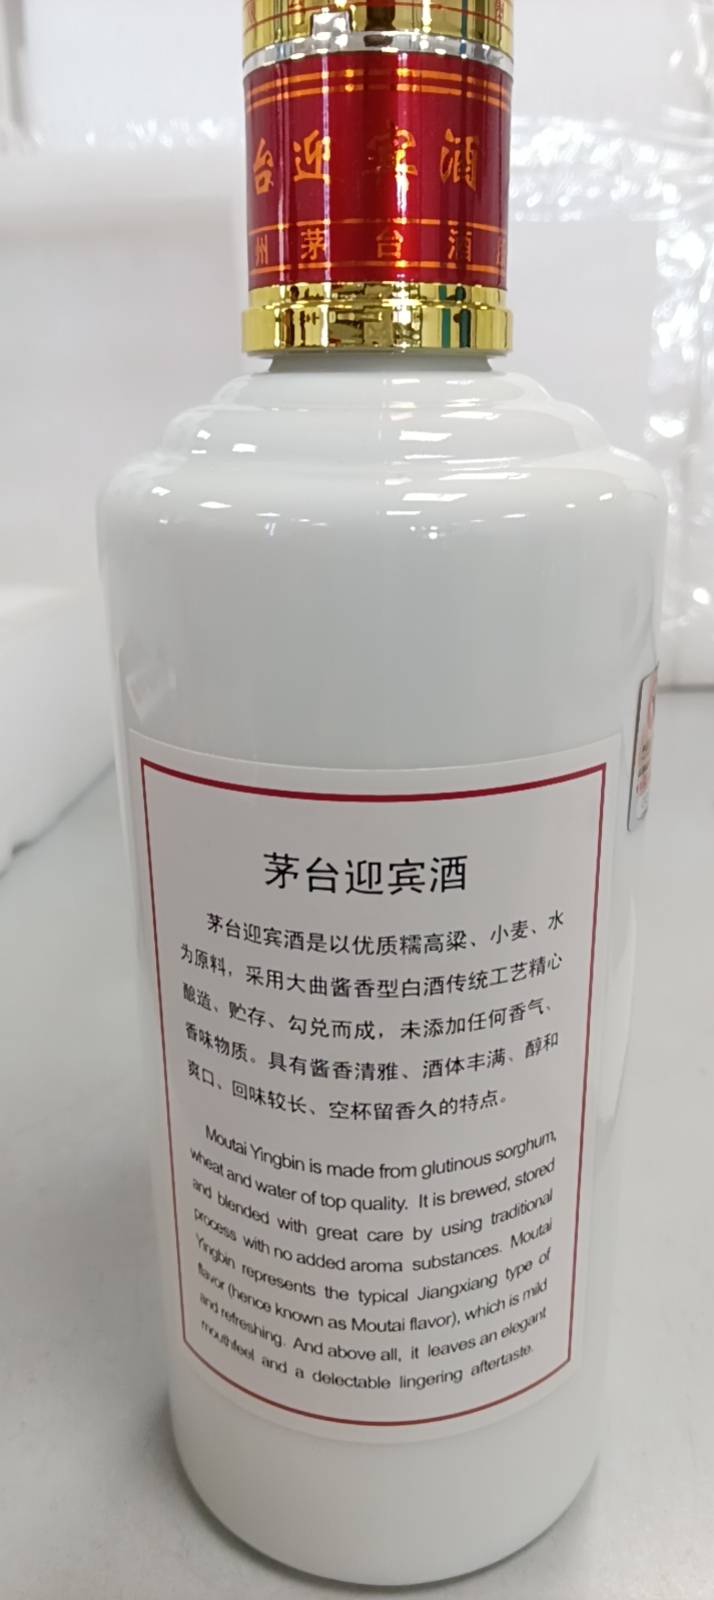 台迎宾酒
州茅台酒
茅台迎宾酒
茅台迎宾酒是以优质糯高粱、小麦、水
为原料，采用大曲酱香型白酒传统工艺精心
酿造、贮存、勾兑而成，未添加任何香气、
香味物质。具有酱香清雅、酒体丰满、醇和
爽口、回味较长、空杯留香久的特点。
Moutai Yingbin is made from glutinous sorghum,
wheat and water of top quality. It is brewed, stored
and blended with great care by using traditional
process with no added aroma substances. Moutai
Yingbin represents the typical Jiangxiang type of
flavor (hence known as Moutai flavor), which is mild
and refreshing. And above all, it leaves an elegant
mouthfeel and a delectable lingering aftertaste.